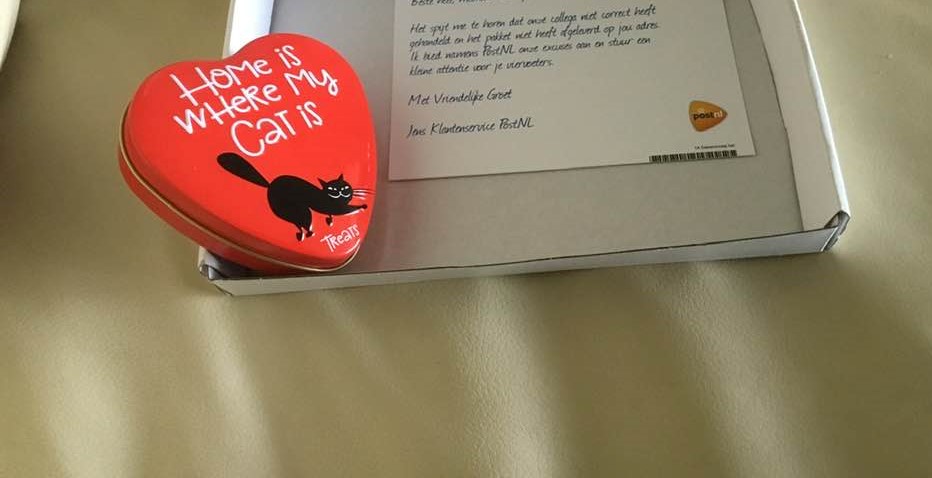 Home is
where my
Cat is
Treats
Het spijt me te horen dat onze collega niet correct heeft
gehandeld en het pakket niet heeft afgeleverd op jou adres.
Ik bied namens PostNL onze excuses aan en stuur een
kleine attentie voor je viervoeters.
Met Vriendelijke Groet
Jens Klantenservice PostNL
postnl